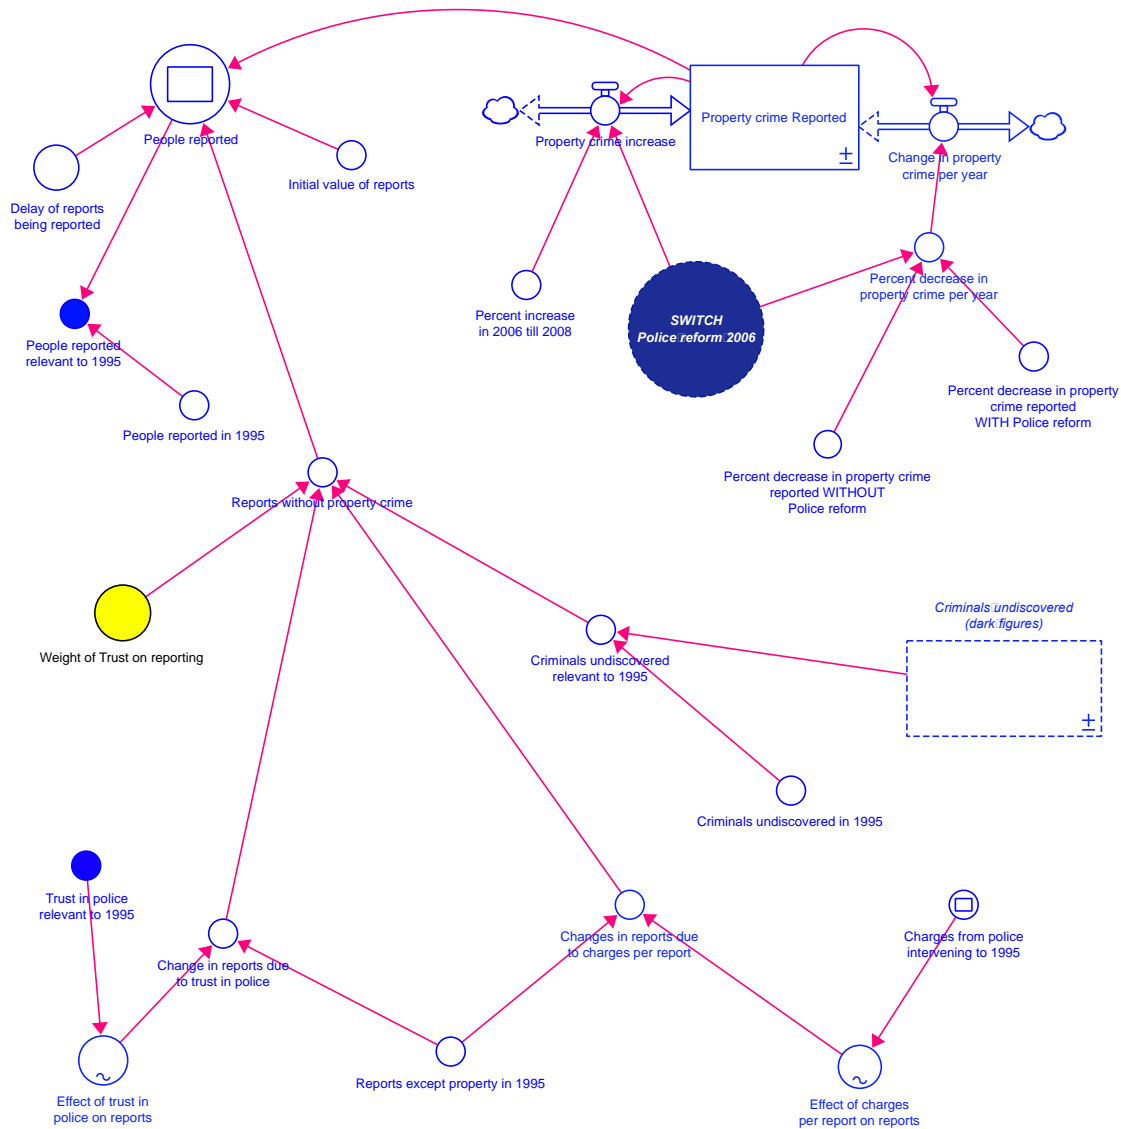 People reported
Property crime increase
Property crime Reported
Change in property
crime per year
Initial value of reports
Delay of reports
being reported
Percent decrease in
property crime per year
Percent increase
in 2006 till 2008
SWITCH
Police reform 2006
People reported
relevant to 1995
People reported in 1995
Percent decrease in property
crime reported
WITH Police reform
Percent decrease in property crime
reported WITHOUT
Police reform
Reports without property crime
Weight of Trust on reporting
Criminals undiscovered
(dark figures)
Criminals undiscovered
relevant to 1995
Criminals undiscovered in 1995
Trust in police
relevant to 1995
Change in reports due
to trust in police
Changes in reports due
to charges per report
Charges from police
intervening to 1995
Reports except property in 1995
Effect of trust in
police on reports
Effect of charges
per report on reports